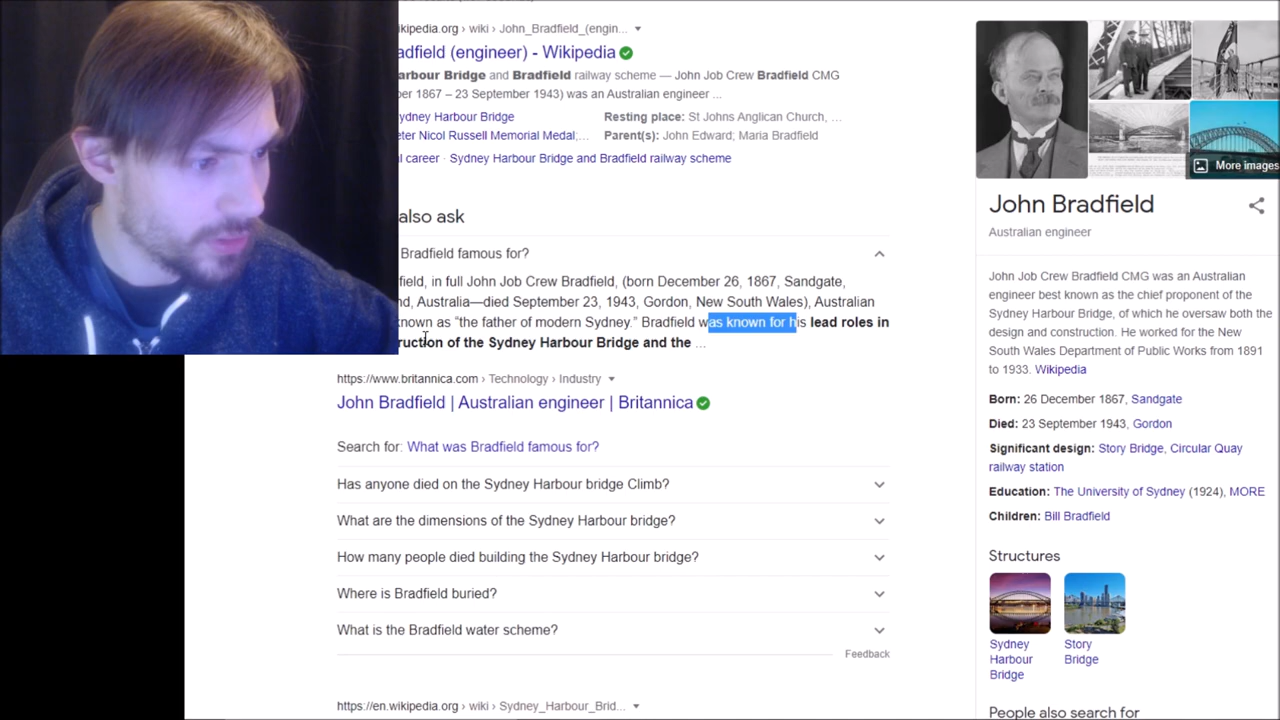 ikipedia.org › wiki › John_Bradfield_(engin...
adfield (engineer) - Wikipedia
arbour Bridge and Bradfield railway scheme — John Job Crew Bradfield CMG
er 1867 – 23 September 1943) was an Australian engineer ...
ydney Harbour Bridge
Resting place: St Johns Anglican Church, ...
eter Nicol Russell Memorial Medal;...
Parent(s): John Edward; Maria Bradfield
l career · Sydney Harbour Bridge and Bradfield railway scheme
also ask
Bradfield famous for?
field, in full John Job Crew Bradfield, (born December 26, 1867, Sandgate,
nd, Australia—died September 23, 1943, Gordon, New South Wales), Australian
known as “the father of modern Sydney.” Bradfield was known for his lead roles in
ruction of the Sydney Harbour Bridge and the ...
https://www.britannica.com › Technology › Industry
John Bradfield | Australian engineer | Britannica
Search for: What was Bradfield famous for?
Has anyone died on the Sydney Harbour bridge Climb?
What are the dimensions of the Sydney Harbour bridge?
How many people died building the Sydney Harbour bridge?
Where is Bradfield buried?
What is the Bradfield water scheme?
Feedback
https://en.wikipedia.org › wiki › Sydney_Harbour_Brid...
More images
John Bradfield
Australian engineer
John Job Crew Bradfield CMG was an Australian
engineer best known as the chief proponent of the
Sydney Harbour Bridge, of which he oversaw both the
design and construction. He worked for the New
South Wales Department of Public Works from 1891
to 1933. Wikipedia
Born: 26 December 1867, Sandgate
Died: 23 September 1943, Gordon
Significant design: Story Bridge, Circular Quay
railway station
Education: The University of Sydney (1924), MORE
Children: Bill Bradfield
Structures
Sydney
Harbour
Bridge
Story
Bridge
People also search for